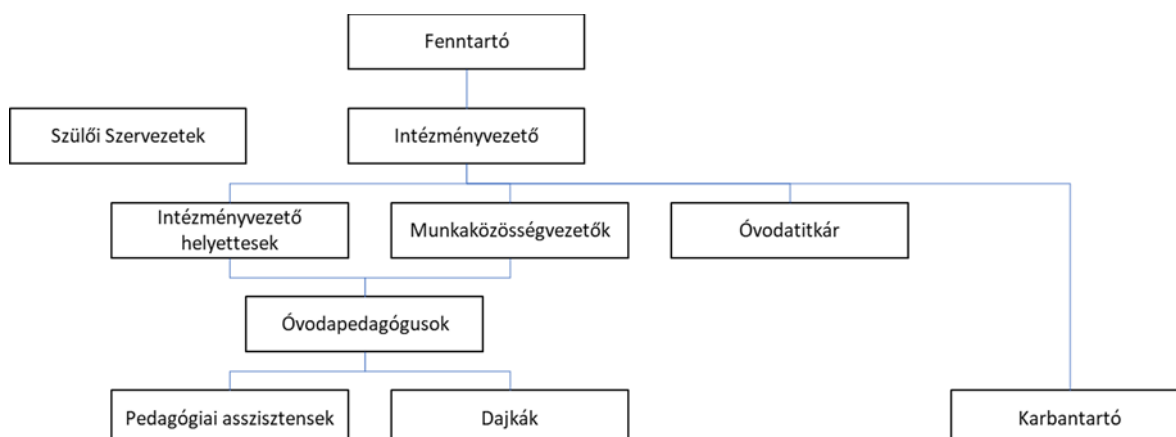 Fenntartó
Szülői Szervezetek
Intézményvezető
Intézményvezető
helyettesek
Munkaközösségvezetők
Óvodatitkár
Óvodapedagógusok
Pedagógiai asszisztensek
Dajkák
Karbantartó